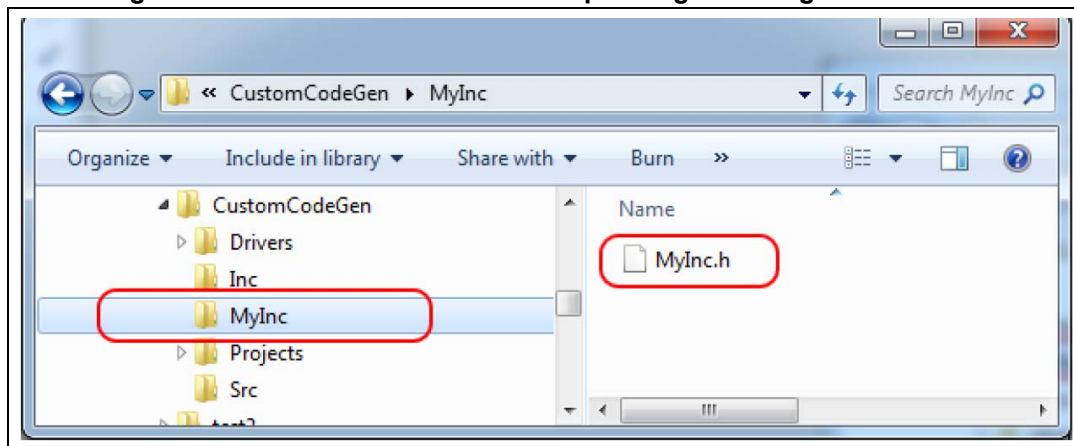 « CustomCodeGen ▸ MyInc
Search MyInc
Organize ▾ Include in library ▾ Share with ▾ Burn »
CustomCodeGen
Drivers
Inc
MyInc
Projects
Src
Name
MyInc.h